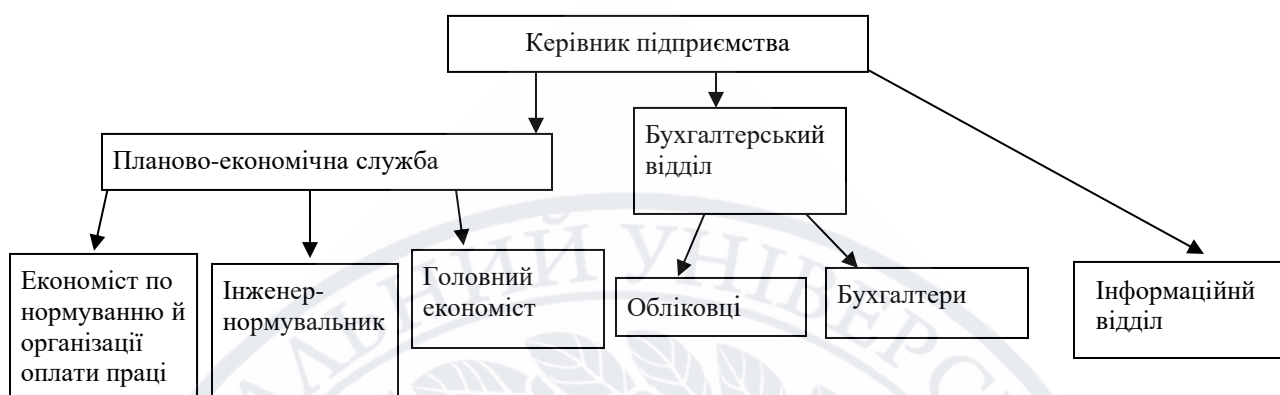 Керівник підприємства
Планово-економічна служба
Бухгалтерський
відділ
Економіст по
нормуванню й
організації
оплати праці
Інженер-
нормувальник
Головний
економіст
Обліковці
Бухгалтери
Інформаційнй
відділ